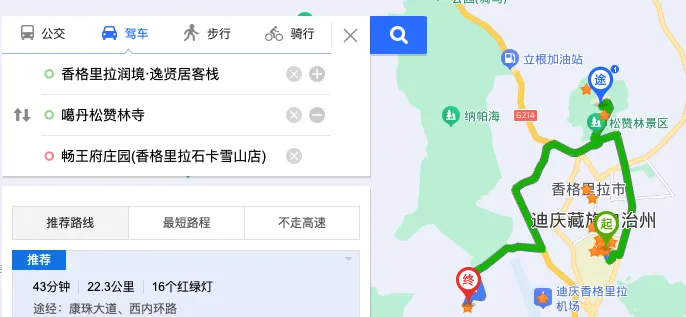 公交
驾车
步行
骑行
香格里拉润境·逸贤居客栈
噶丹松赞林寺
畅王府庄园(香格里拉石卡雪山店)
推荐路线
最短路程
不走高速
推荐
43分钟 22.3公里 16个红绿灯
途经：康珠大道、西内环路
立根加油站
途
1
纳帕海
G214
松赞林景区
香格里拉市
迪庆藏族自治州
起
终
迪庆香格里拉
机场